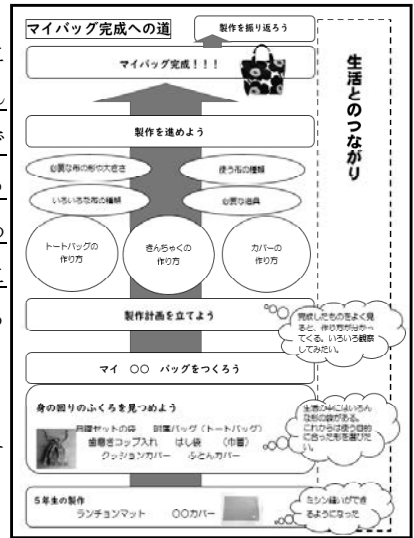 マイバッグ完成への道
製作を振り返ろう
マイバッグ完成!!!
生活とのつながり
製作を進めよう
必要な布の形や大きさ
使う布の種類
いろいろな布の種類
必要な道具
トートバッグの
作り方
きんちゃくの
作り方
カバーの
作り方
製作計画を立てよう
完成したものをよく見
ると、作り方が分かっ
てくる。いろいろ観察
してみたい。
マイ 〇〇 バッグをつくろう
身の回りのふくろを見つめよう
セットの袋 バッグ(トートバッグ)
歯磨きコップ入れ はし袋 (巾着)
クッションカバー ふとんカバー
生活の中にはいろん
な形の袋がある。
これからは使う目的
に合った形を選びた
い。
5年生の製作
ランチョンマット 〇〇カバー
ミシン縫いができ
るようになった